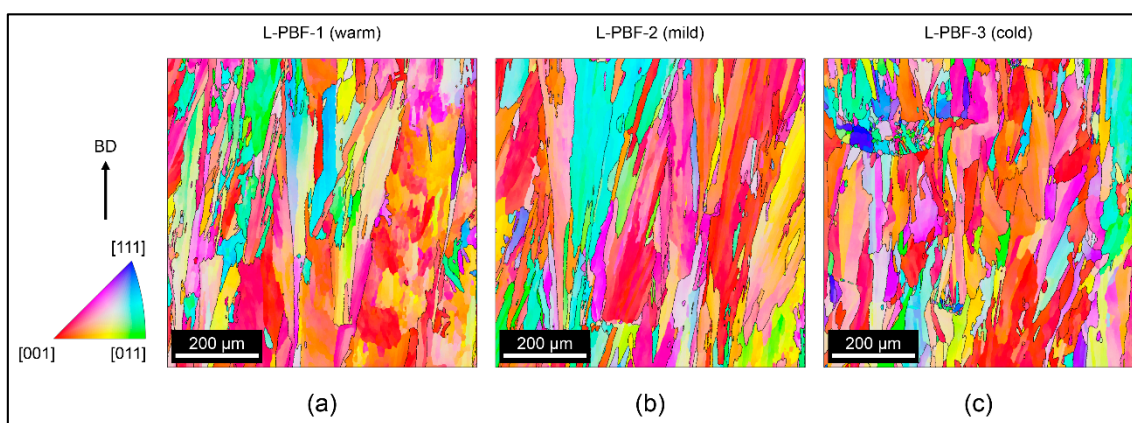 L-PBF-1 (warm)
L-PBF-2 (mild)
L-PBF-3 (cold)
BD
[111]
[001]
[011]
200 µm
200 µm
200 µm
(a)
(b)
(c)